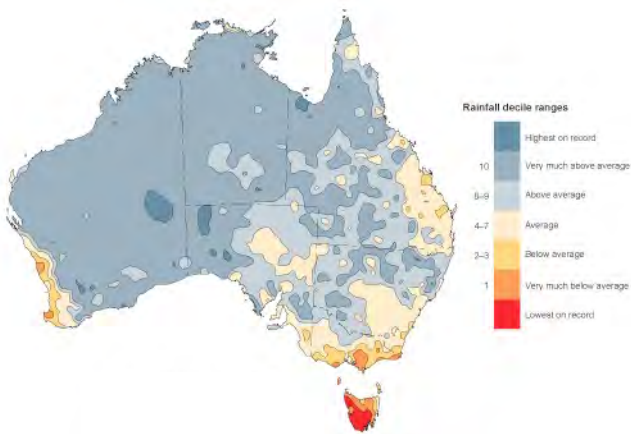 Rainfall decile ranges
Highest on record
10 Very much above average
8–9 Above average
4–7 Average
2–3 Below average
1 Very much below average
Lowest on record